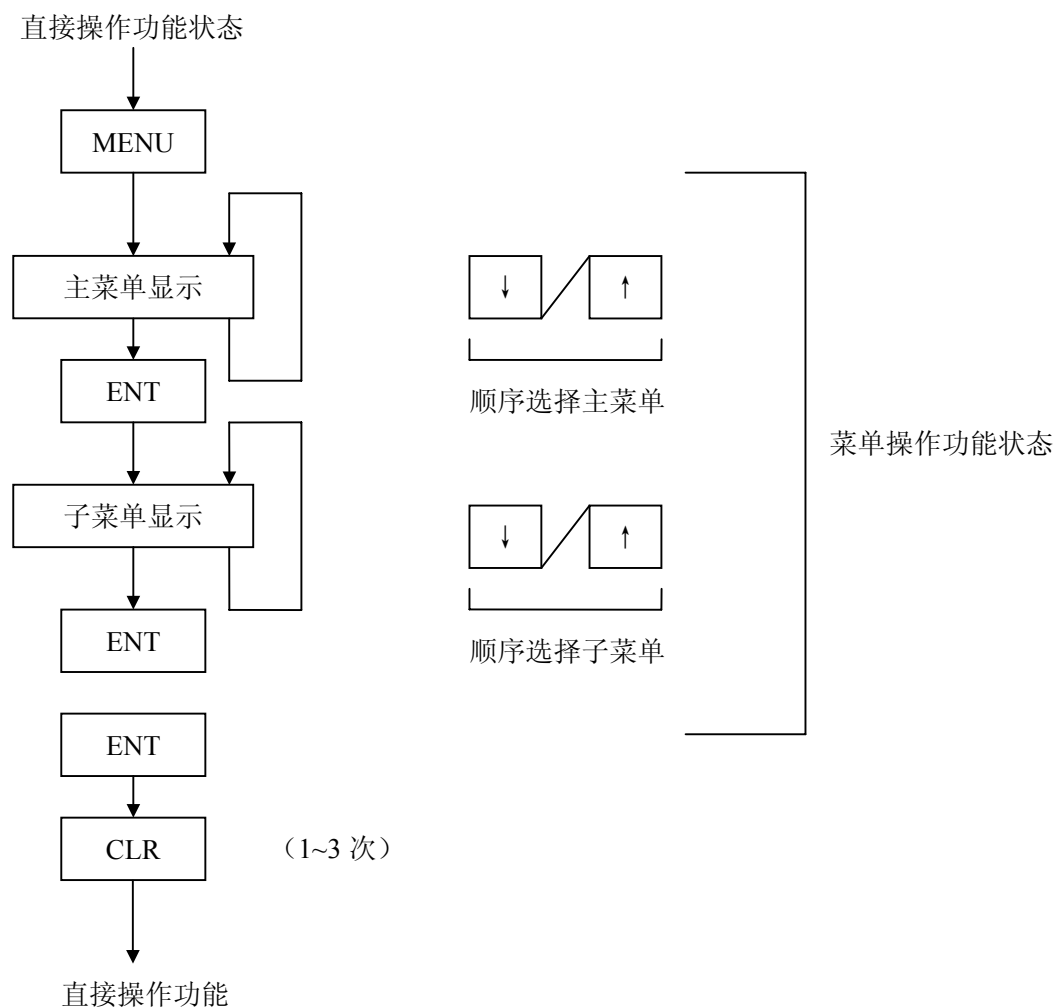 直接操作功能状态
MENU
主菜单显示
↓ ↑
ENT
顺序选择主菜单
菜单操作功能状态
子菜单显示
↓ ↑
ENT
顺序选择子菜单
ENT
CLR
（1~3 次）
直接操作功能